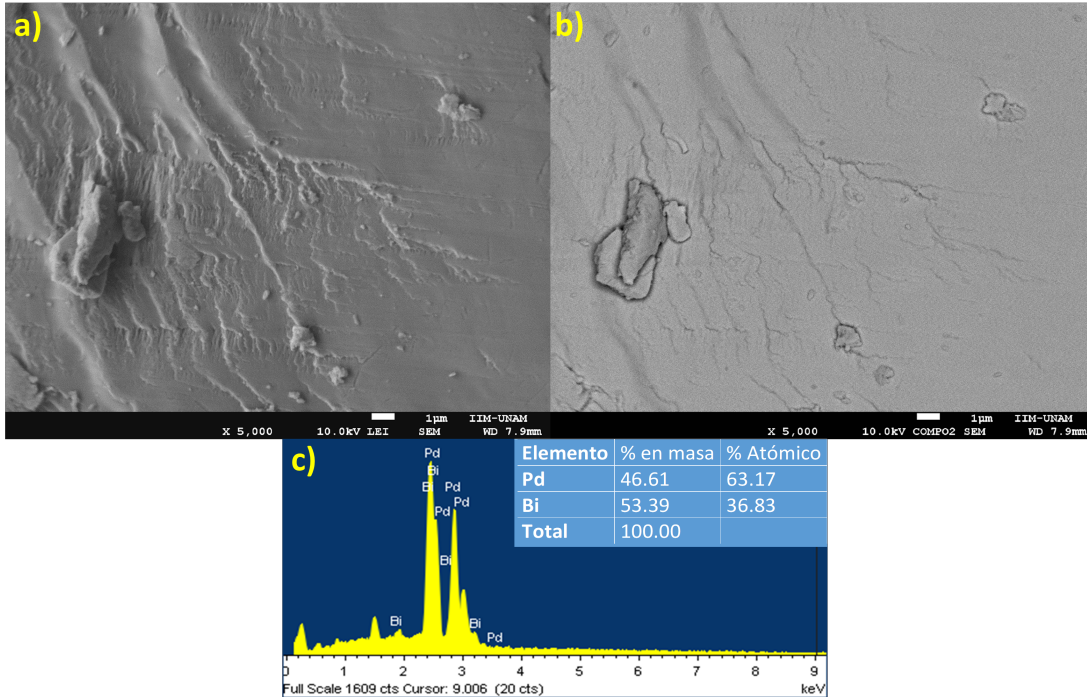 a)
b)
1µm IIM-UNAM
X 5,000 10.0kV LEI SEM WD 7.9mm
1µm IIM-UNAM
X 5,000 10.0kV COMPO2 SEM WD 7.9mm
c)
Pd
Bi
Bi Pd
Pd Pd
Bi
Bi
Bi
Pd
0 1 2 3 4 5 6 7 8 9
Full Scale 1609 cts Cursor: 9.006 (20 cts) keV
Elemento % en masa % Atómico
Pd 46.61 63.17
Bi 53.39 36.83
Total 100.00